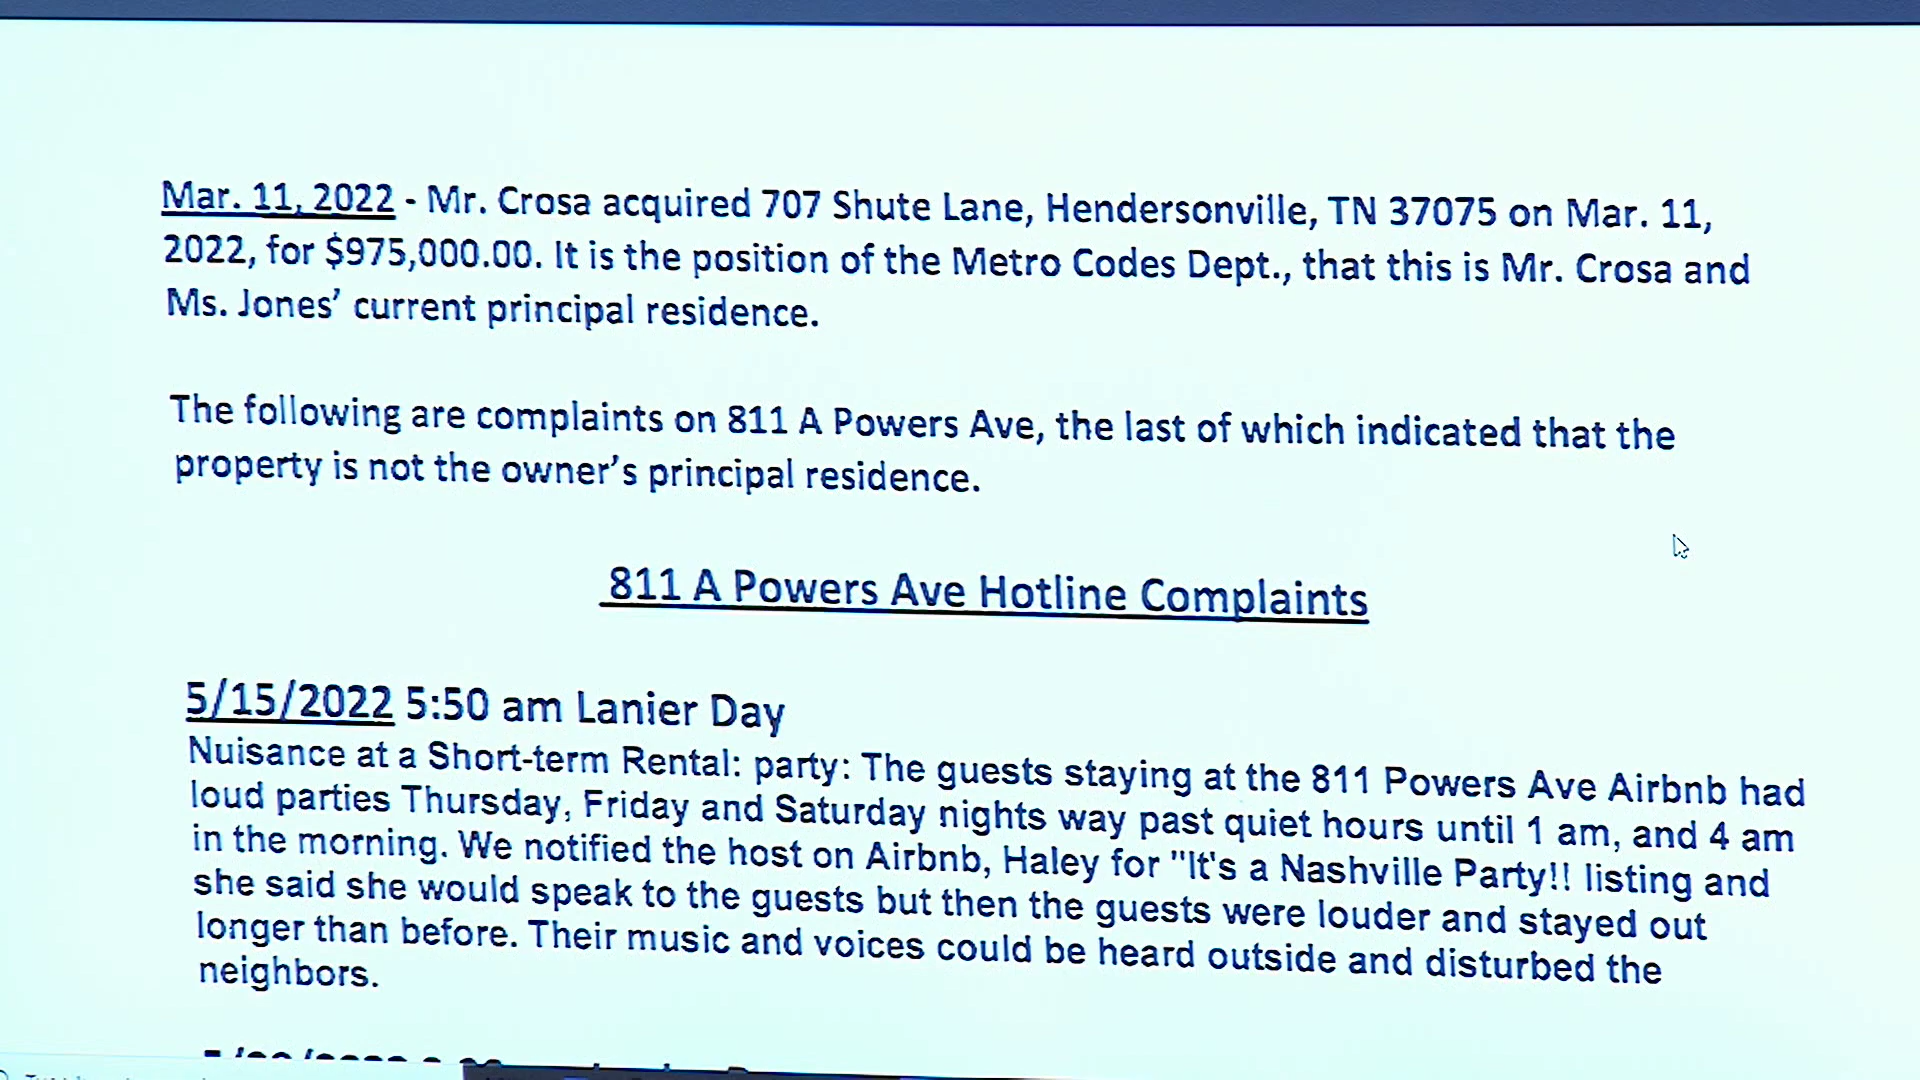 Mar. 11, 2022 - Mr. Crosa acquired 707 Shute Lane, Hendersonville, TN 37075 on Mar. 11,
2022, for $975,000.00. It is the position of the Metro Codes Dept., that this is Mr. Crosa and
Ms. Jones' current principal residence.
The following are complaints on 811 A Powers Ave, the last of which indicated that the
property is not the owner's principal residence.
811 A Powers Ave Hotline Complaints
5/15/2022 5:50 am Lanier Day
Nuisance at a Short-term Rental: party: The guests staying at the 811 Powers Ave Airbnb had
loud parties Thursday, Friday and Saturday nights way past quiet hours until 1 am, and 4 am
in the morning. We notified the host on Airbnb, Haley for "It's a Nashville Party!! listing and
she said she would speak to the guests but then the guests were louder and stayed out
longer than before. Their music and voices could be heard outside and disturbed the
neighbors.